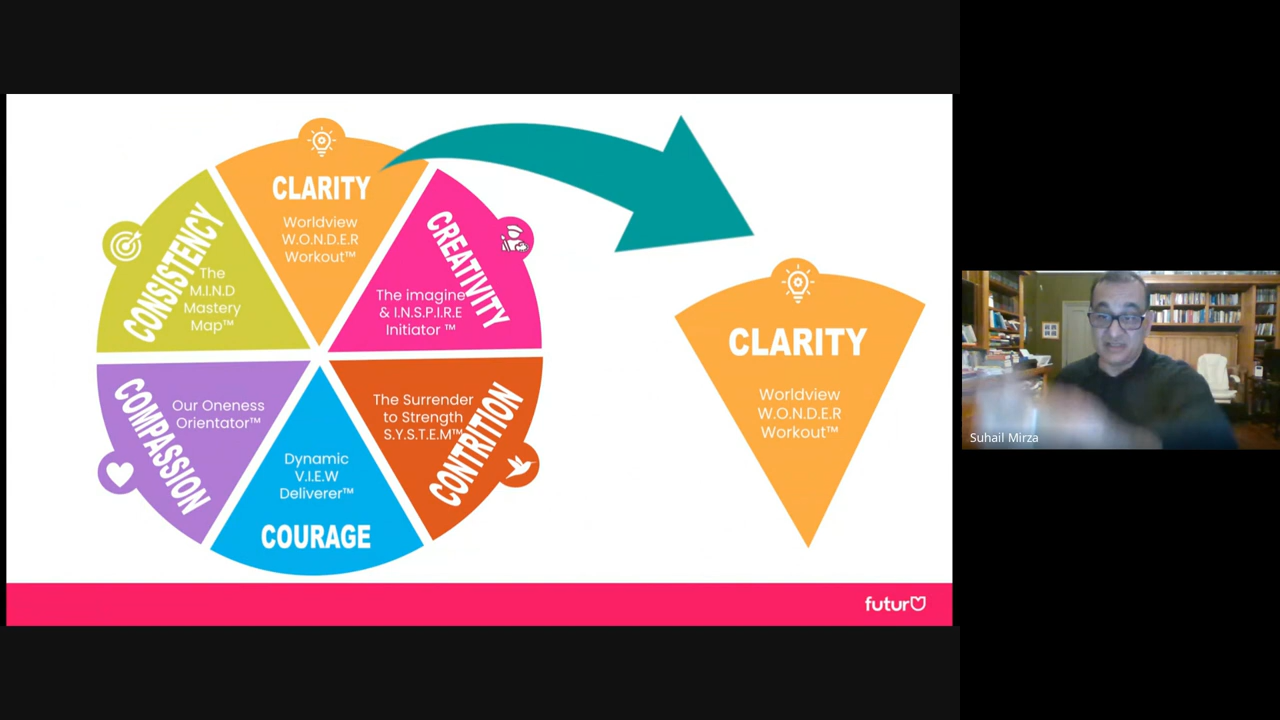 CLARITY
Worldview
W.O.N.D.E.R
Workout™
CREATIVITY
The imagine
& I.N.S.P.I.R.E
Initiator ™
CONTRITION
The Surrender
to Strength
S.Y.S.T.E.M™
COURAGE
Dynamic
V.I.E.W
Deliverer™
COMPASSION
Our Oneness
Orientator™
CONSISTENCY
The
M.I.N.D
Mastery
Map™
CLARITY
Worldview
W.O.N.D.E.R
Workout™
futur
Suhail Mirza